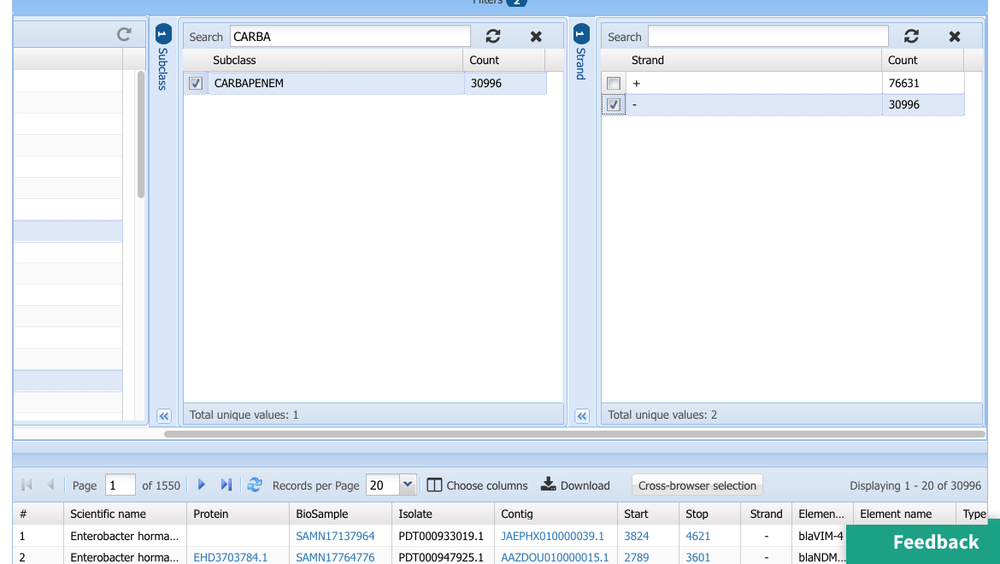 Filters 2
1 Subclass
Search CARBA
Subclass Count
CARBAPENEM 30996
Total unique values: 1
1 Strand
Search
Strand Count
+ 76631
- 30996
Total unique values: 2
Page 1 of 1550 Records per Page 20 Choose columns Download Cross-browser selection Displaying 1 - 20 of 30996
# Scientific name Protein BioSample Isolate Contig Start Stop Strand Elemen... Element name Type
1 Enterobacter horma... SAMN17137964 PDT000933019.1 JAEPHX010000039.1 3824 4621 - blaVIM-4
2 Enterobacter horma... EHD3703784.1 SAMN17764776 PDT000947925.1 AAZDOU010000015.1 2789 3601 - blaNDM...
Feedback